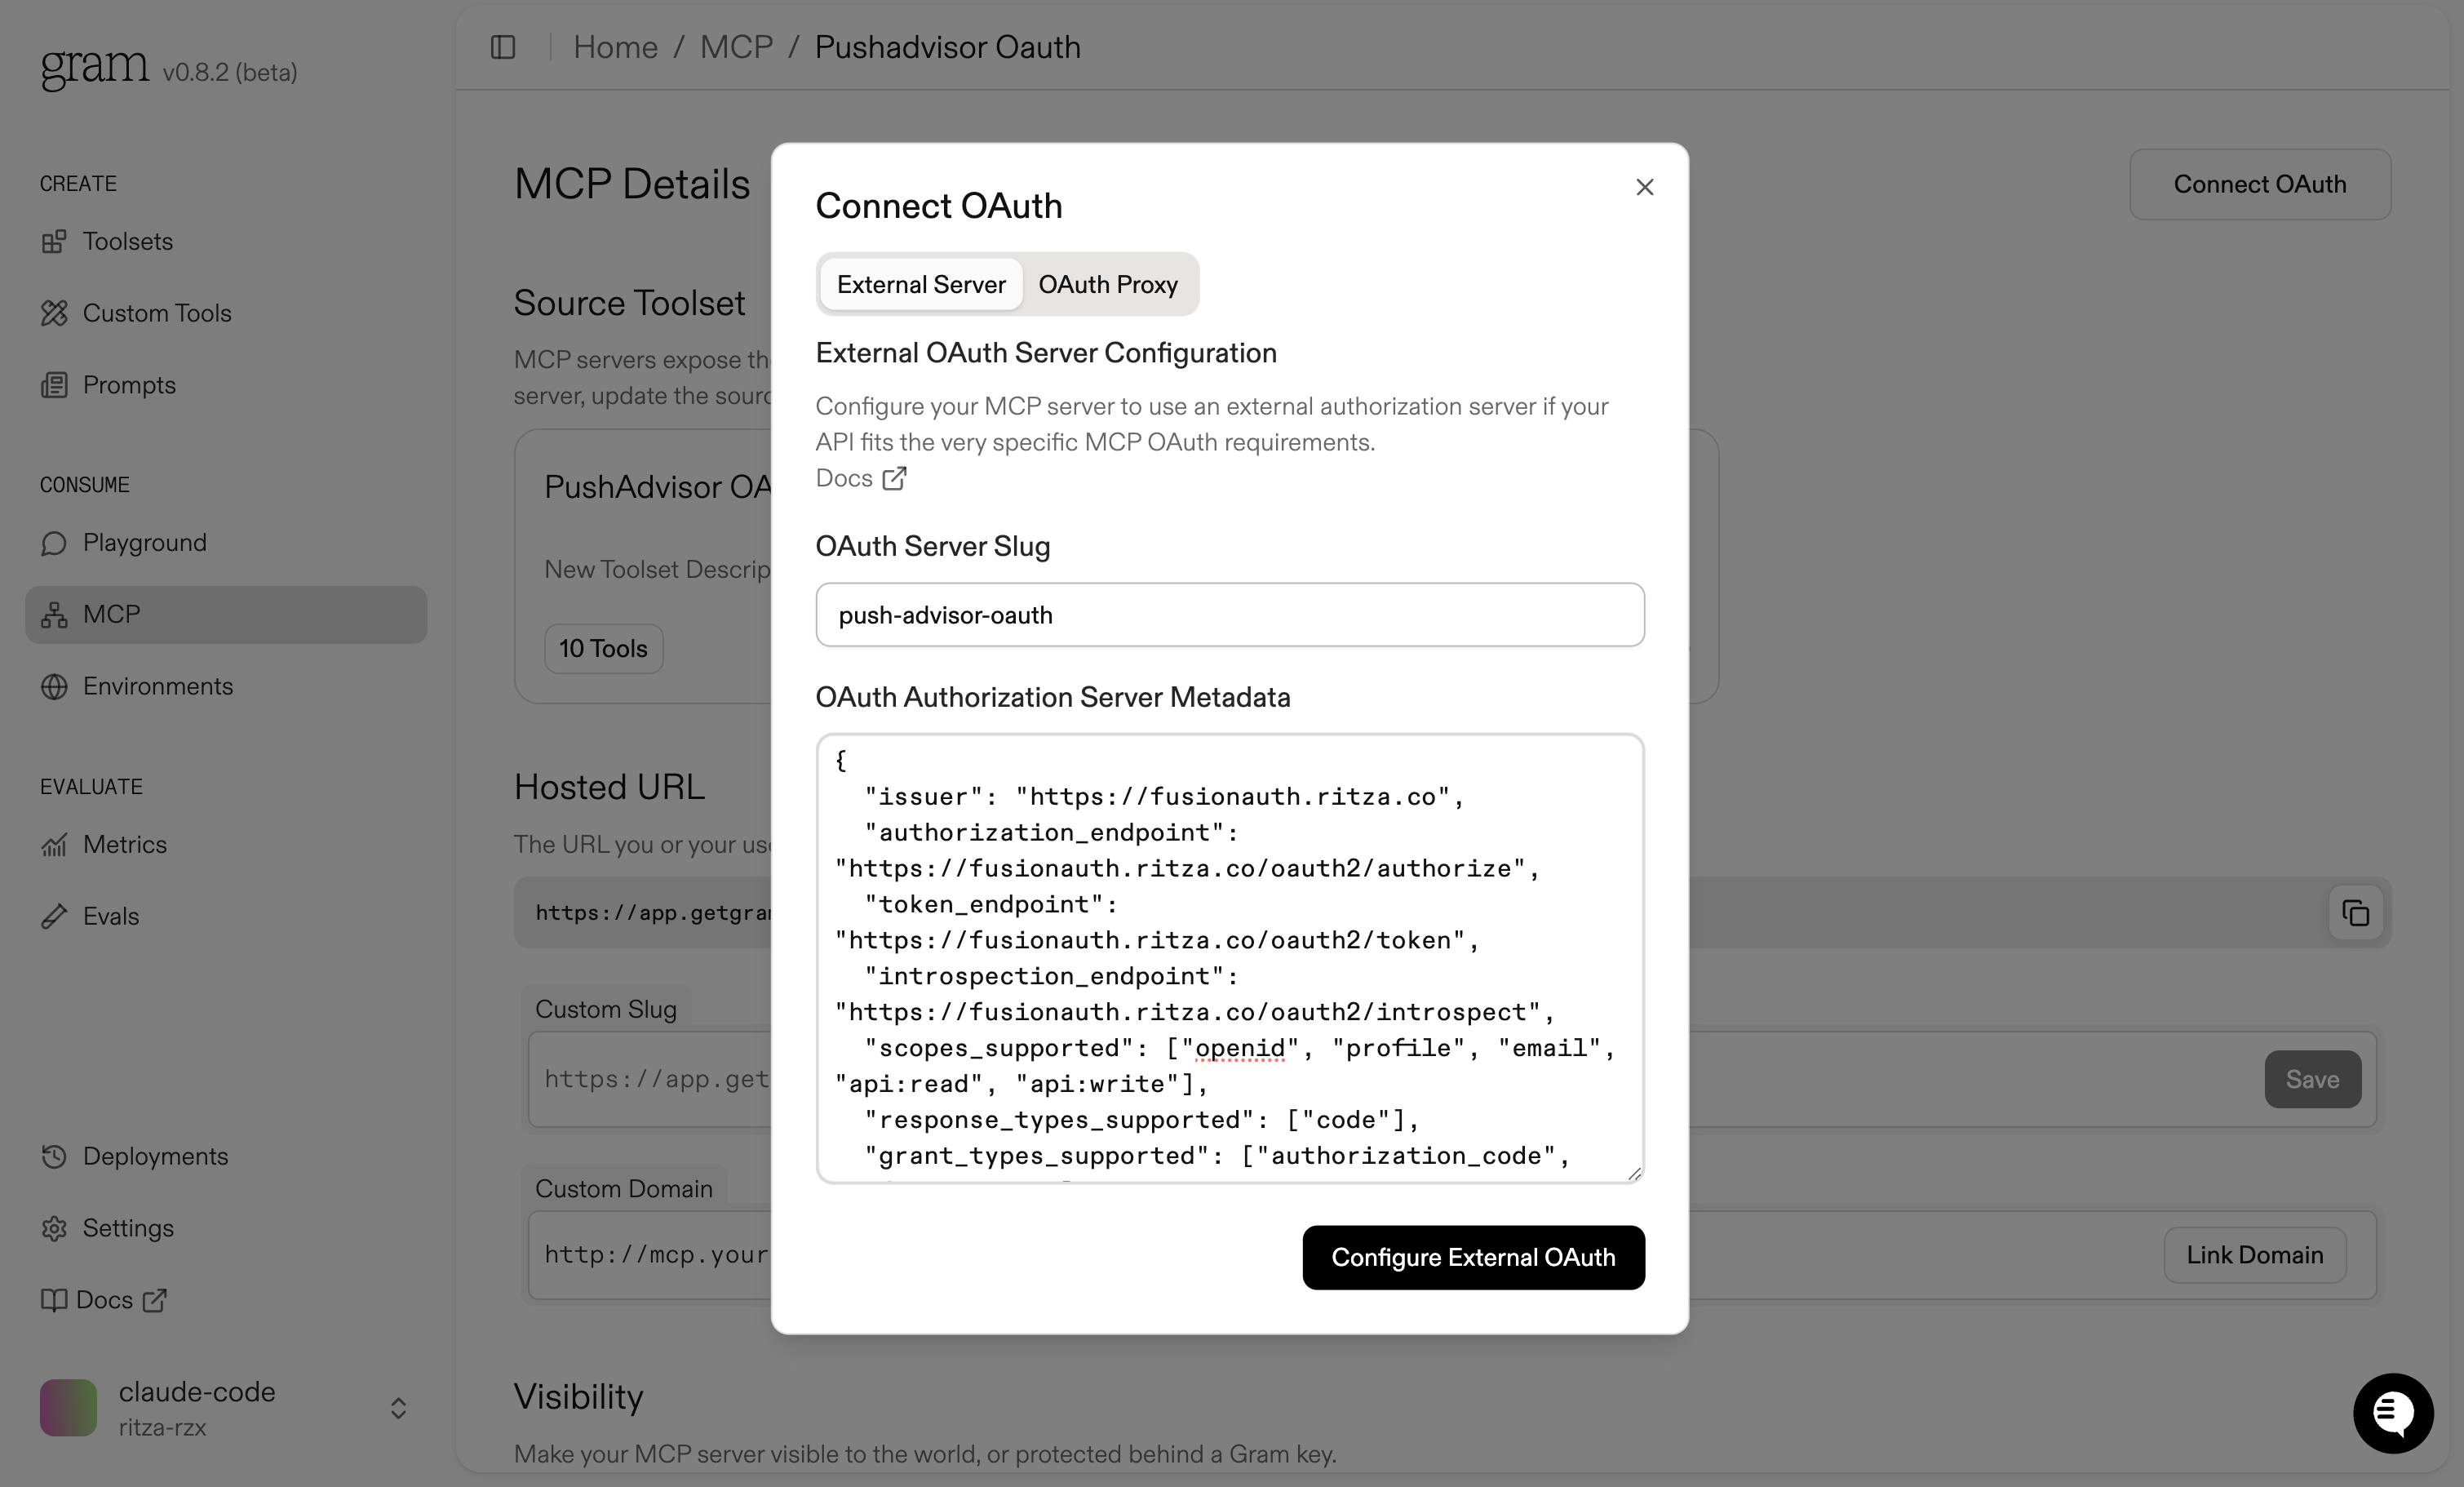 gram v0.8.2 (beta)
CREATE
Toolsets
Custom Tools
Prompts
CONSUME
Playground
MCP
Environments
EVALUATE
Metrics
Evals
Deployments
Settings
Docs
claude-code
ritza-rzx
Home / MCP / Pushadvisor Oauth
MCP Details
Connect OAuth
Source Toolset
MCP servers expose th
server, update the sourc
PushAdvisor OA
New Toolset Descrip
10 Tools
Hosted URL
The URL you or your use
https://app.getgram
Custom Slug
https://app.get
Save
Custom Domain
http://mcp.your
Link Domain
Visibility
Make your MCP server visible to the world, or protected behind a Gram key.
Connect OAuth
External Server OAuth Proxy
External OAuth Server Configuration
Configure your MCP server to use an external authorization server if your
API fits the very specific MCP OAuth requirements.
Docs
OAuth Server Slug
push-advisor-oauth
OAuth Authorization Server Metadata
{
"issuer": "https://fusionauth.ritza.co",
"authorization_endpoint":
"https://fusionauth.ritza.co/oauth2/authorize",
"token_endpoint":
"https://fusionauth.ritza.co/oauth2/token",
"introspection_endpoint":
"https://fusionauth.ritza.co/oauth2/introspect",
"scopes_supported": ["openid", "profile", "email",
"api:read", "api:write"],
"response_types_supported": ["code"],
"grant_types_supported": ["authorization_code",
Configure External OAuth